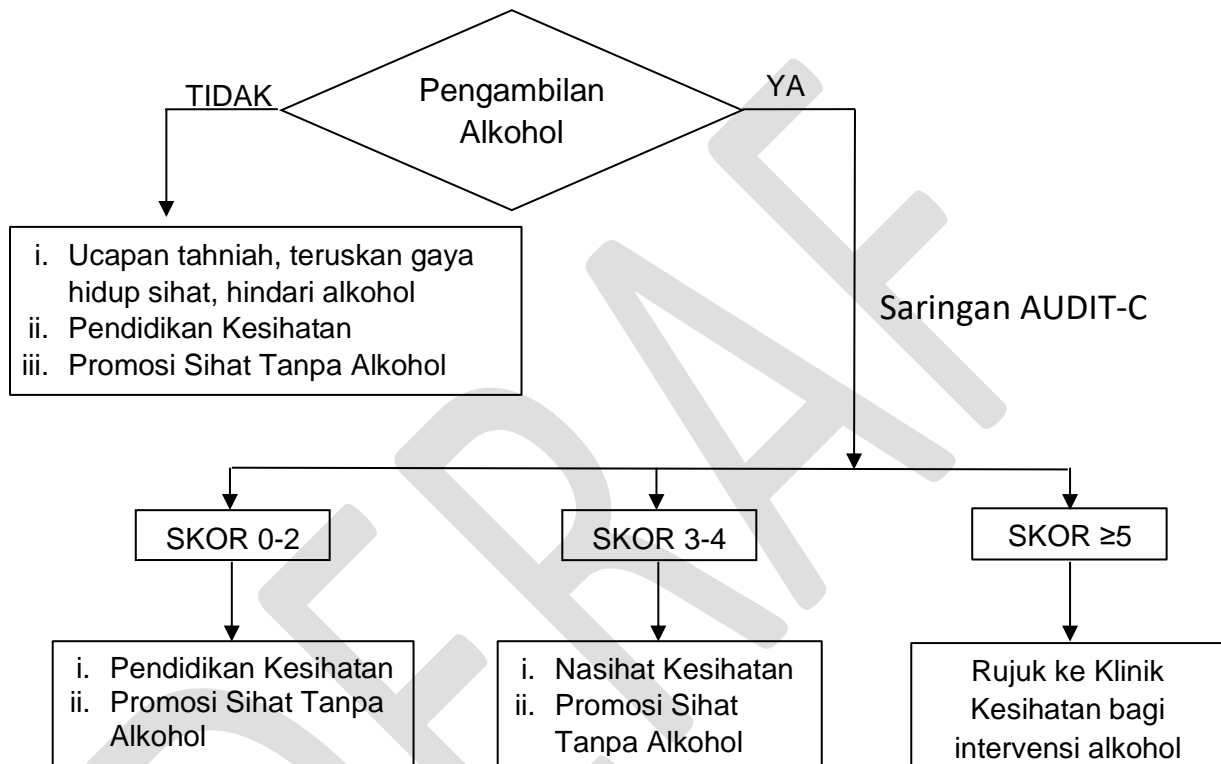 Pengambilan
Alkohol
TIDAK
YA
i. Ucapan tahniah, teruskan gaya
hidup sihat, hindari alkohol
ii. Pendidikan Kesihatan
iii. Promosi Sihat Tanpa Alkohol
Saringan AUDIT-C
SKOR 0-2
SKOR 3-4
SKOR ≥5
i. Pendidikan Kesihatan
ii. Promosi Sihat Tanpa
Alkohol
i. Nasihat Kesihatan
ii. Promosi Sihat
Tanpa Alkohol
Rujuk ke Klinik
Kesihatan bagi
intervensi alkohol
DERAF